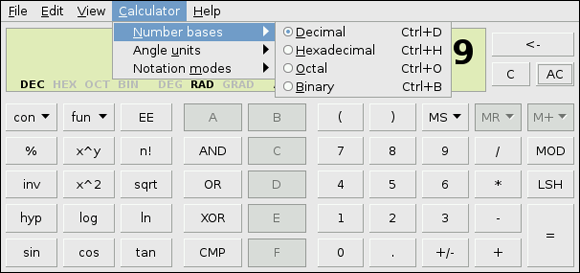 File Edit View Calculator Help
Number bases Decimal Ctrl+D
9
<-
Angle units Hexadecimal Ctrl+H
Notation modes Octal Ctrl+O
C AC
DEC HEX OCT BIN DEG RAD GRAD Binary Ctrl+B
con fun EE A B ( ) MS MR M+
% x^y n! AND C 7 8 9 / MOD
inv x^2 sqrt OR D 4 5 6 * LSH
hyp log ln XOR E 1 2 3 - =
sin cos tan CMP F 0 . +/- +